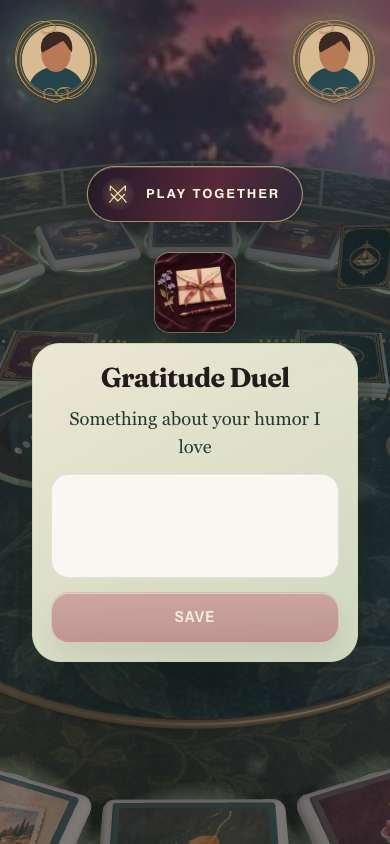 PLAY TOGETHER
Gratitude Duel
Something about your humor I
love
SAVE